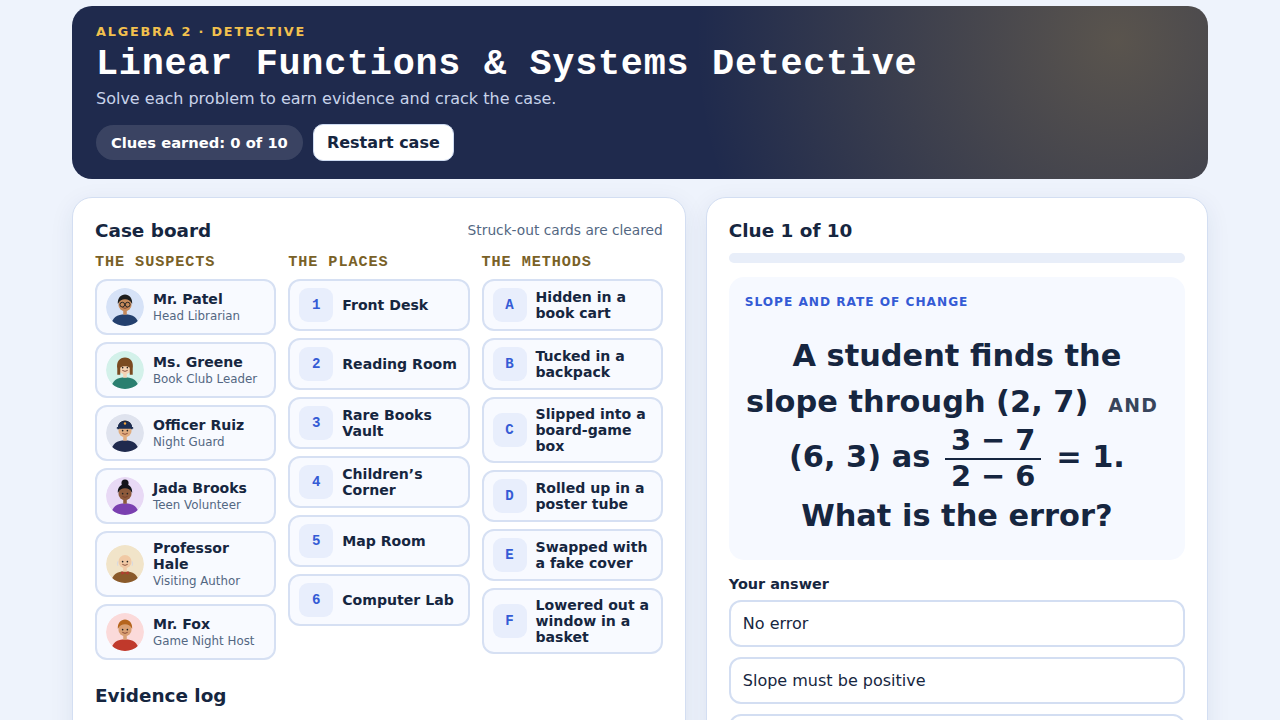 ALGEBRA 2 · DETECTIVE
Linear Functions & Systems Detective
Solve each problem to earn evidence and crack the case.
Clues earned: 0 of 10
Restart case
Case board
Struck-out cards are cleared
THE SUSPECTS
Mr. Patel
Head Librarian
Ms. Greene
Book Club Leader
Officer Ruiz
Night Guard
Jada Brooks
Teen Volunteer
Professor
Hale
Visiting Author
Mr. Fox
Game Night Host
THE PLACES
1 Front Desk
2 Reading Room
3 Rare Books
Vault
4 Children’s
Corner
5 Map Room
6 Computer Lab
THE METHODS
A Hidden in a
book cart
B Tucked in a
backpack
C Slipped into a
board-game
box
D Rolled up in a
poster tube
E Swapped with
a fake cover
F Lowered out a
window in a
basket
Evidence log
Clue 1 of 10
SLOPE AND RATE OF CHANGE
A student finds the
slope through (2, 7) AND
(6, 3) as (3 − 7)/(2 − 6) = 1.
What is the error?
Your answer
No error
Slope must be positive